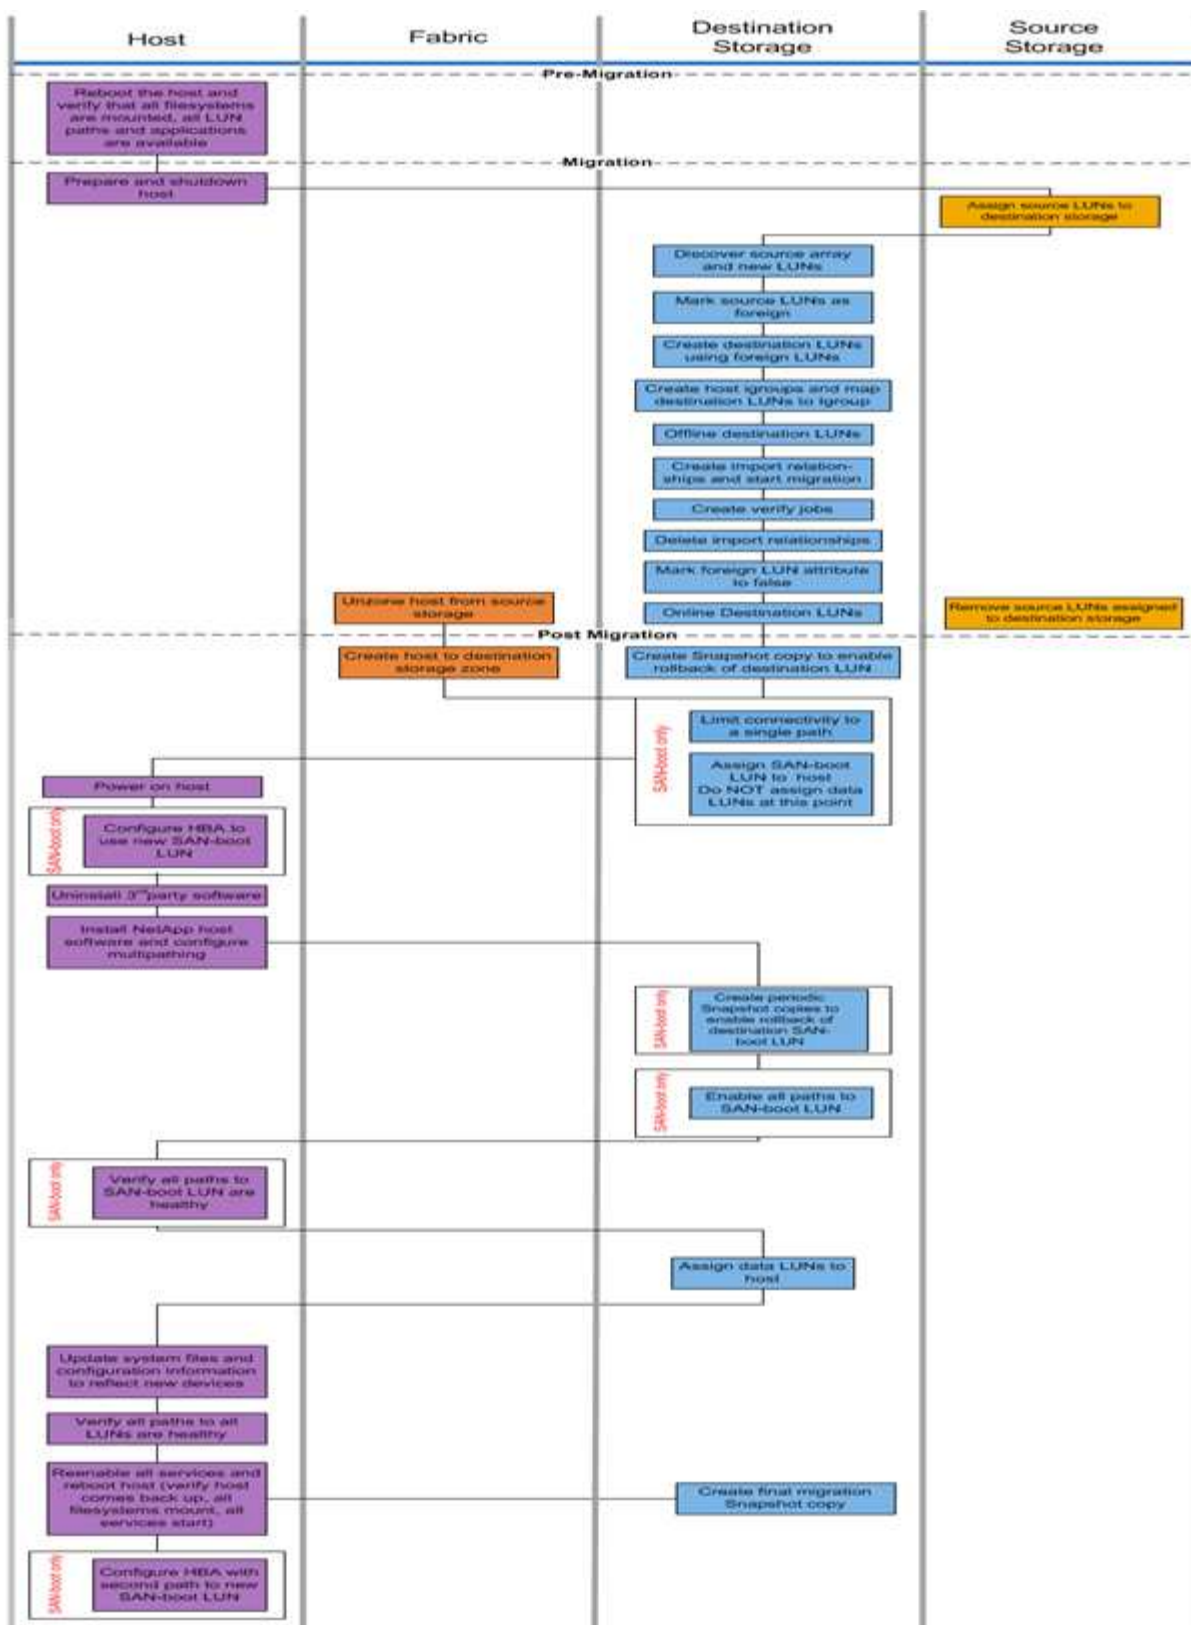 Host
Fabric
Destination
Storage
Source
Storage
Pre-Migration
Reboot the host and
verify that all filesystems
are mounted, all LUN
paths and applications
are available
Migration
Prepare and shutdown
host
Assign source LUNs to
destination storage
Discover source array
and new LUNs
Mark source LUNs as
foreign
Create destination LUNs
using foreign LUNs
Create host igroups and map
destination LUNs to igroup
Offline destination LUNs
Create import relation-
ships and start migration
Create verify jobs
Delete import relationships
Mark foreign LUN attribute
to false
Unzone host from source
storage
Online Destination LUNs
Remove source LUNs assigned
to destination storage
Post Migration
Create host to destination
storage zone
Create Snapshot copy to enable
rollback of destination LUN
SAN-boot only
Limit connectivity to
a single path
Assign SAN-boot
LUN to host
Do NOT assign data
LUNs at this point
Power on host
SAN-boot only
Configure HBA to
use new SAN-boot
LUN
Uninstall 3rd party software
Install NetApp host
software and configure
multipathing
SAN-boot only
Create periodic
Snapshot copies to
enable rollback of
destination SAN-
boot LUN
SAN-boot only
Enable all paths to
SAN-boot LUN
SAN-boot only
Verify all paths to
SAN-boot LUN are
healthy
Assign data LUNs to
host
Update system files and
configuration information
to reflect new devices
Verify all paths to all
LUNs are healthy
Reenable all services and
reboot host (verify host
comes back up, all
filesystems mount, all
services start)
Create final migration
Snapshot copy
SAN-boot only
Configure HBA with
second path to new
SAN-boot LUN